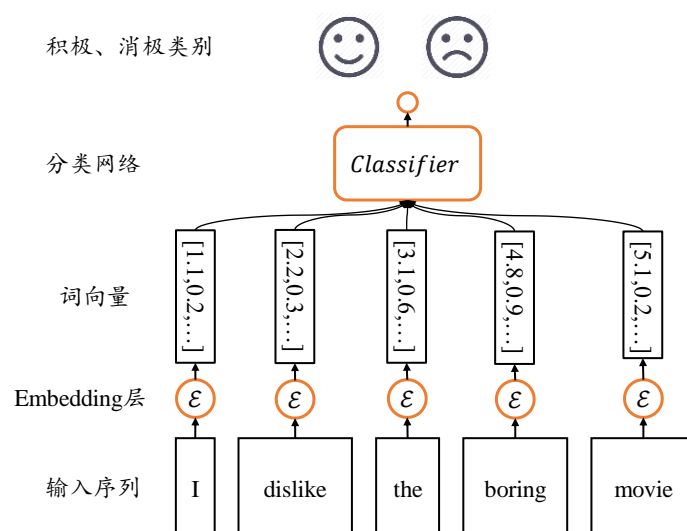 积极、消极类别
分类网络
Classifier
词向量
[1.1,0.2,…]
[2.2,0.3,…]
[3.1,0.6,…]
[4.8,0.9,…]
[5.1,0.2,…]
Embedding层
ℰ ℰ ℰ ℰ ℰ
输入序列
I dislike the boring movie